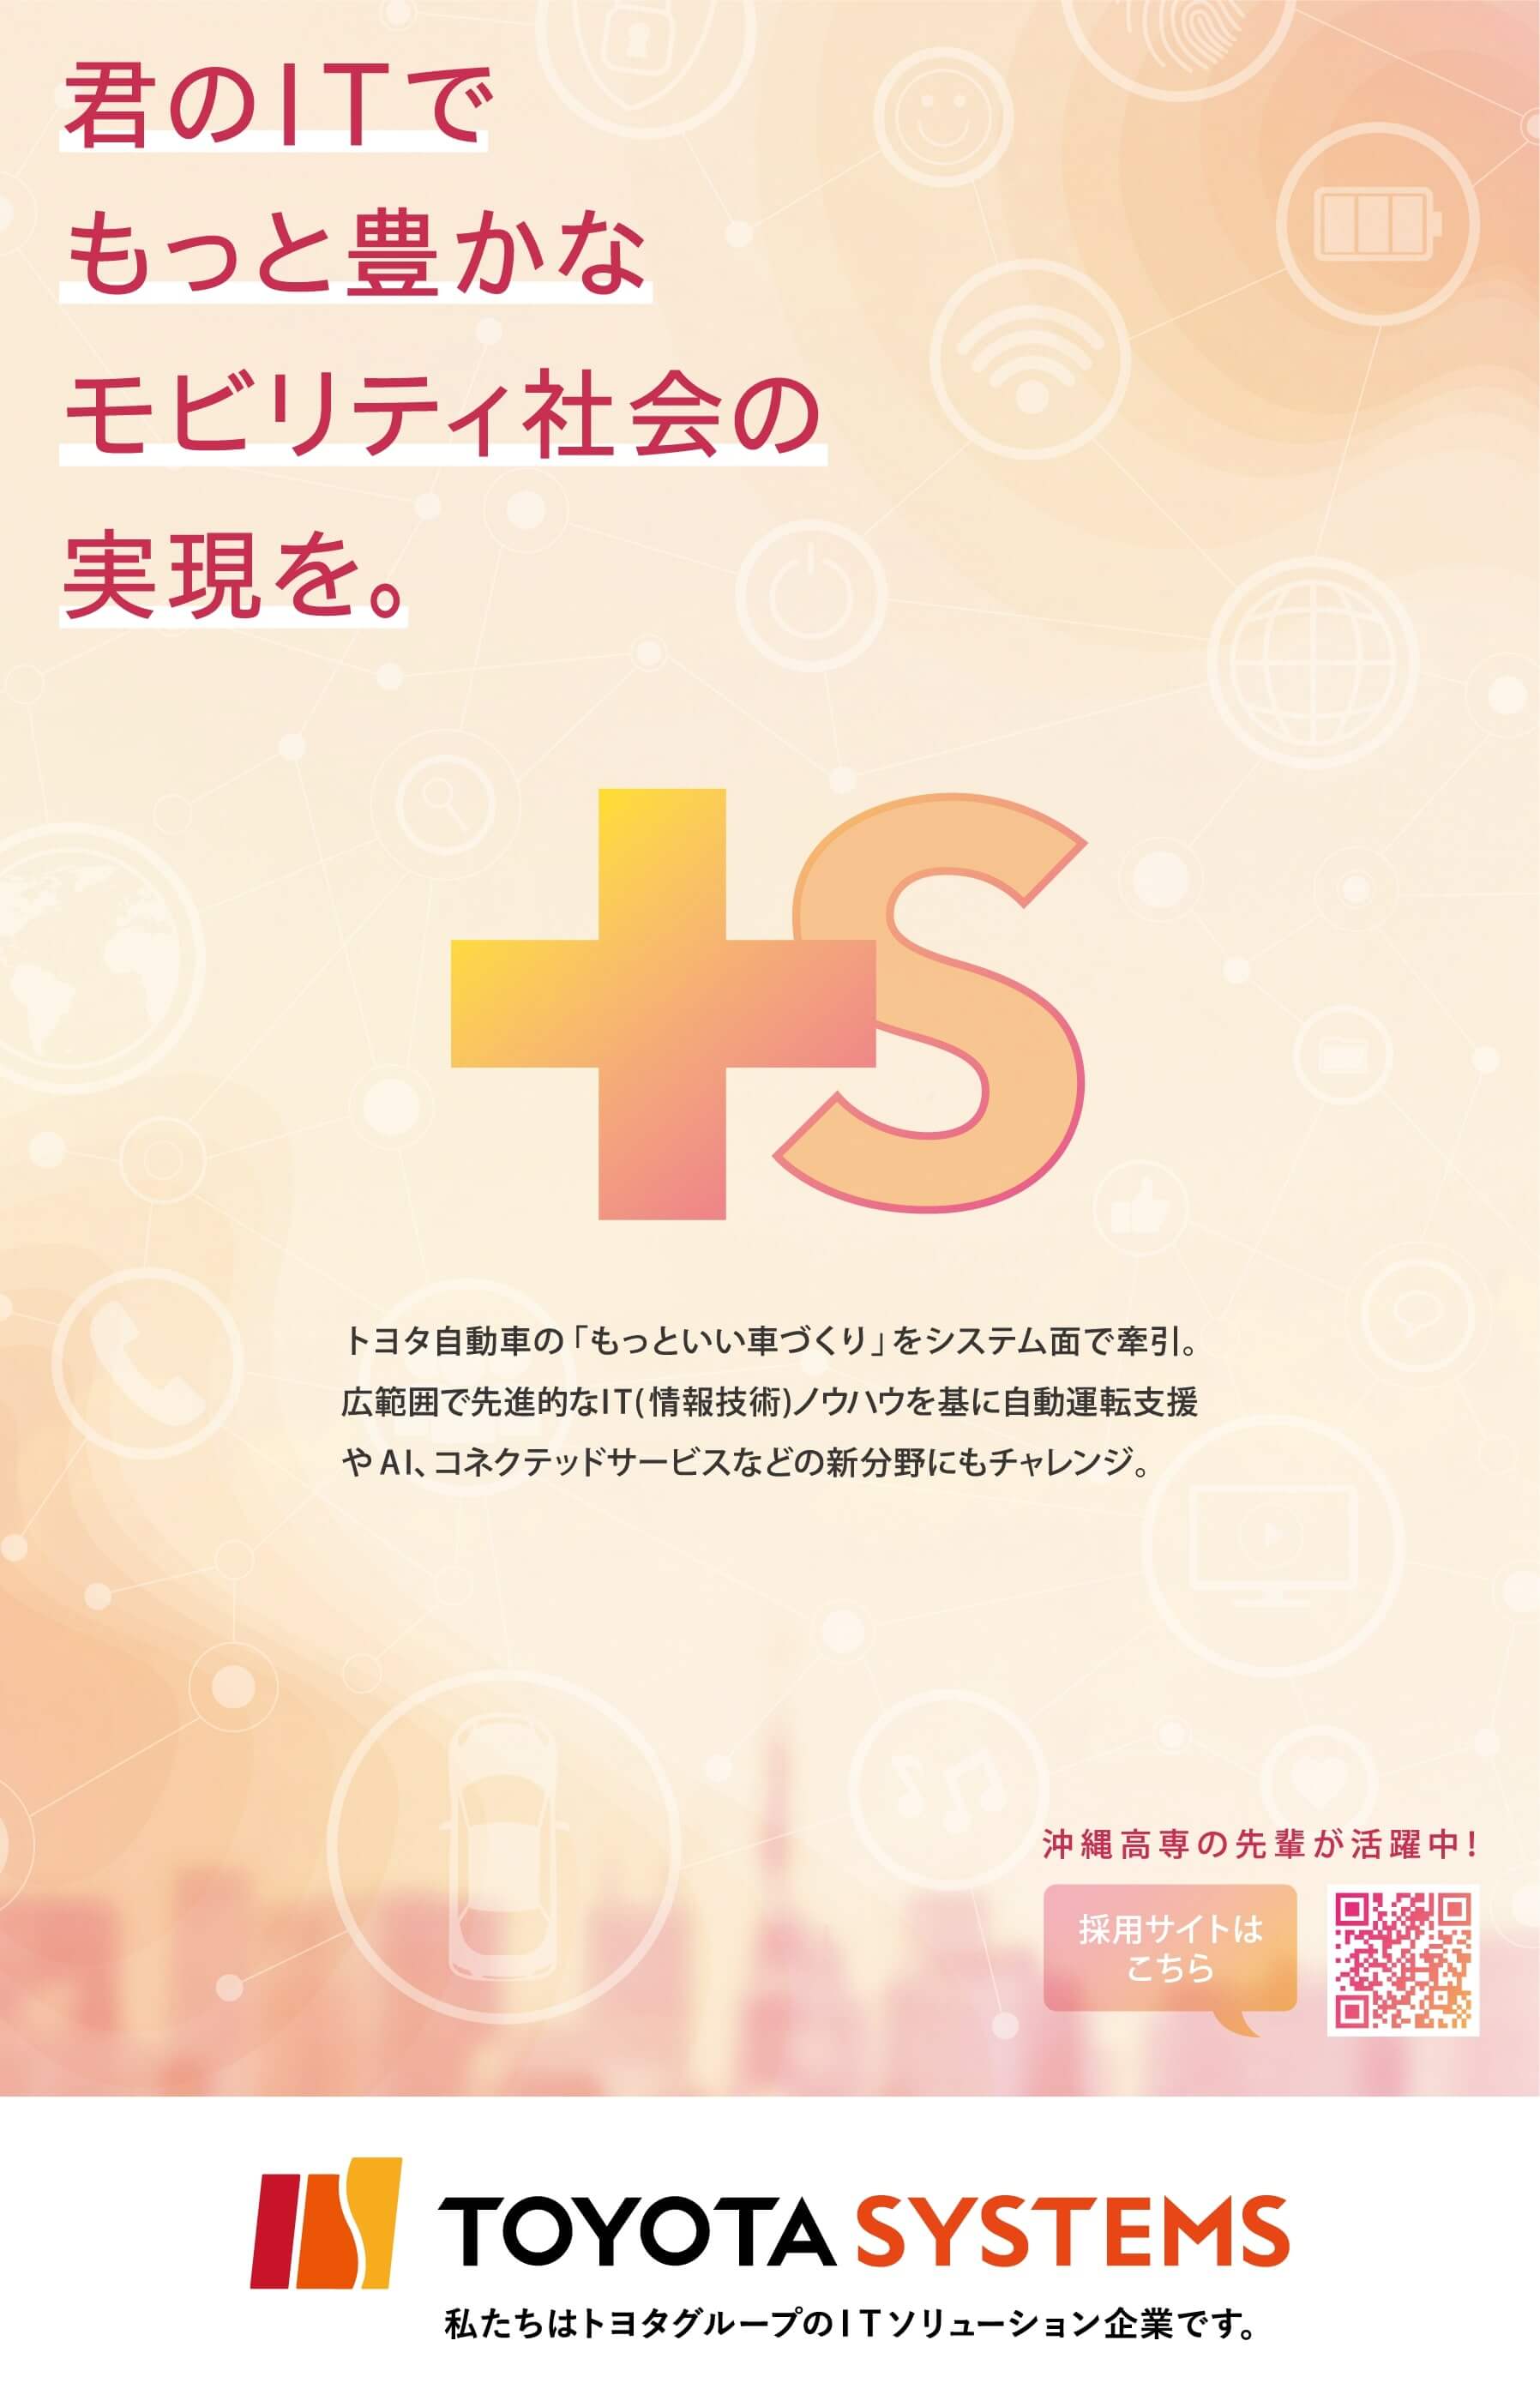 君のITで
もっと豊かな
モビリティ社会の
実現を。
+S
トヨタ自動車の「もっといい車づくり」をシステム面で牽引。
広範囲で先進的なIT(情報技術)ノウハウを基に自動運転支援
やAI、コネクテッドサービスなどの新分野にもチャレンジ。
沖縄高専の先輩が活躍中！
採用サイトは
こちら
TOYOTA SYSTEMS
私たちはトヨタグループのITソリューション企業です。